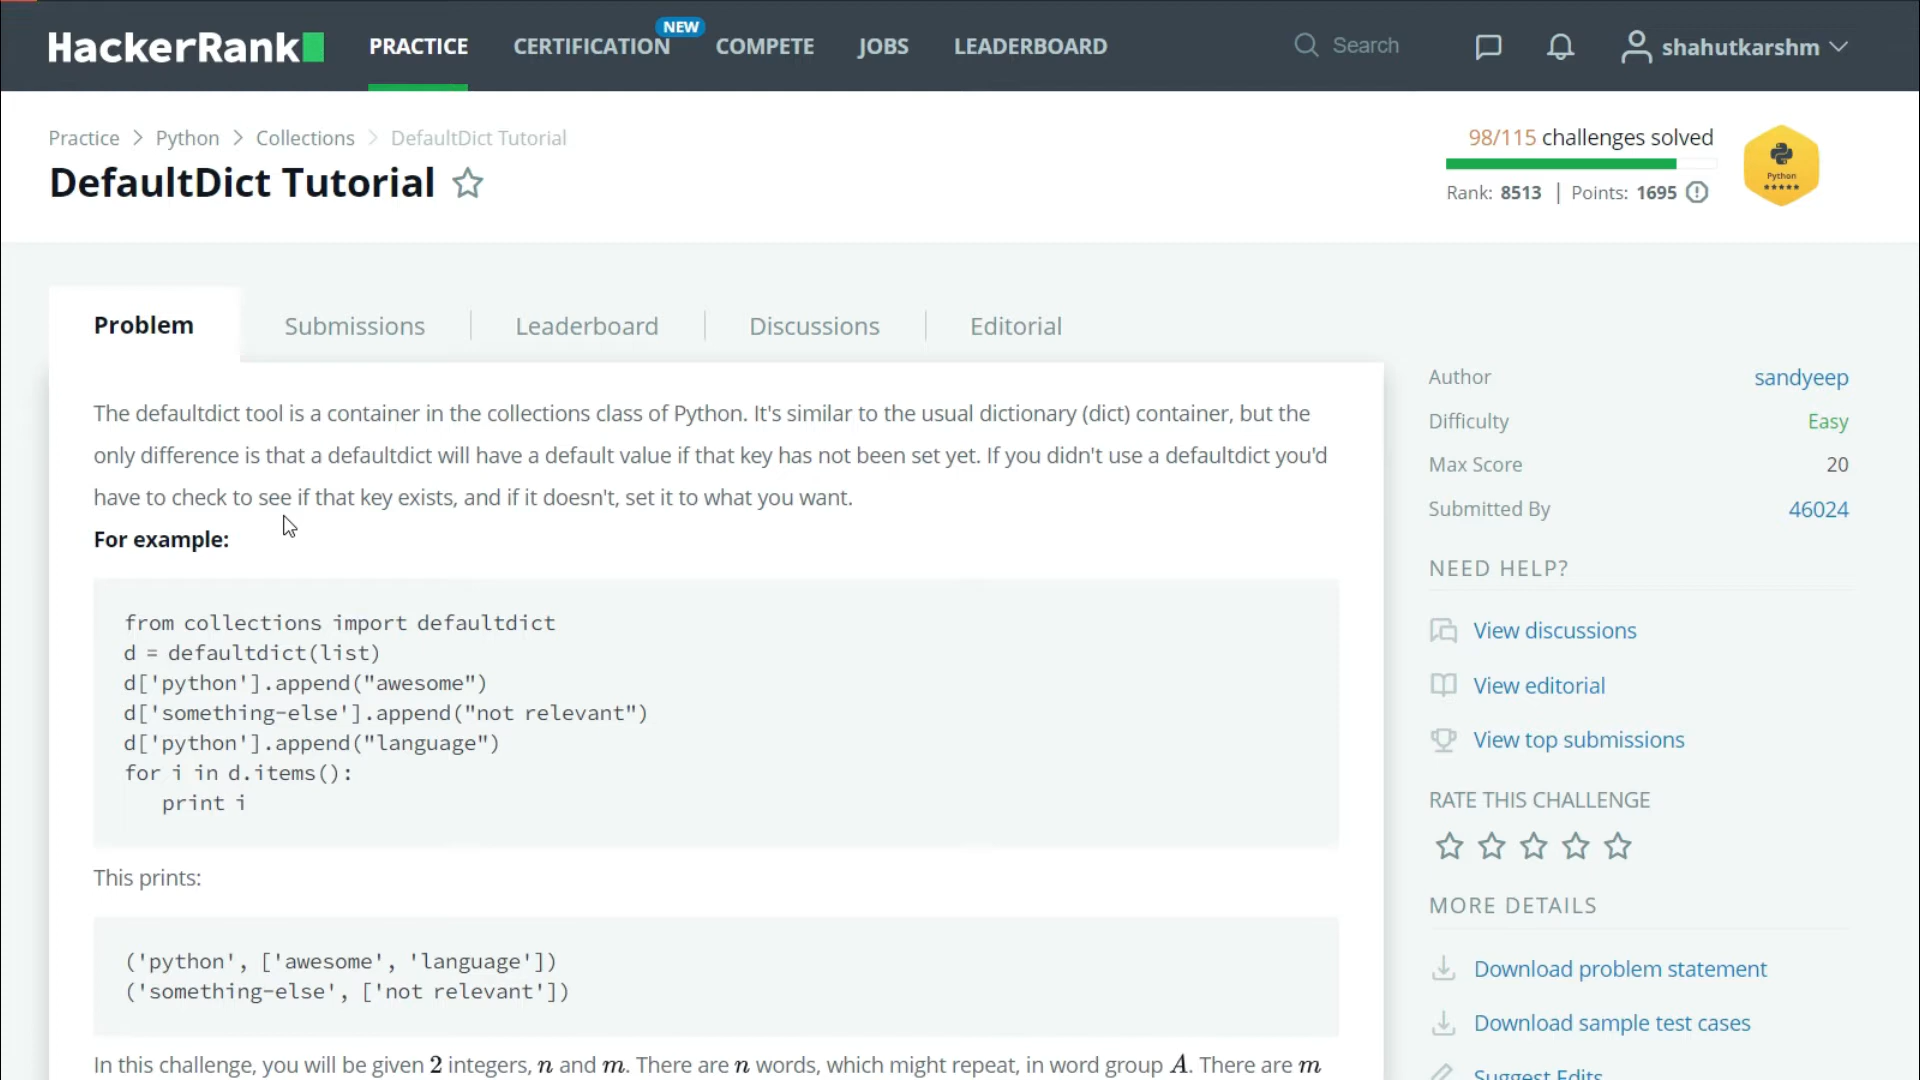 HackerRank
PRACTICE
CERTIFICATION
NEW
COMPETE
JOBS
LEADERBOARD
Search
shahutkarshm
Practice > Python > Collections > DefaultDict Tutorial
DefaultDict Tutorial
98/115 challenges solved
Rank: 8513 | Points: 1695
Python
Problem
Submissions
Leaderboard
Discussions
Editorial
The defaultdict tool is a container in the collections class of Python. It's similar to the usual dictionary (dict) container, but the
only difference is that a defaultdict will have a default value if that key has not been set yet. If you didn't use a defaultdict you'd
have to check to see if that key exists, and if it doesn't, set it to what you want.
For example:
from collections import defaultdict
d = defaultdict(list)
d['python'].append("awesome")
d['something-else'].append("not relevant")
d['python'].append("language")
for i in d.items():
   print i
This prints:
('python', ['awesome', 'language'])
('something-else', ['not relevant'])
In this challenge, you will be given 2 integers, n and m. There are n words, which might repeat, in word group A. There are m
Author sandyeep
Difficulty Easy
Max Score 20
Submitted By 46024
NEED HELP?
View discussions
View editorial
View top submissions
RATE THIS CHALLENGE
MORE DETAILS
Download problem statement
Download sample test cases
Suggest Edits